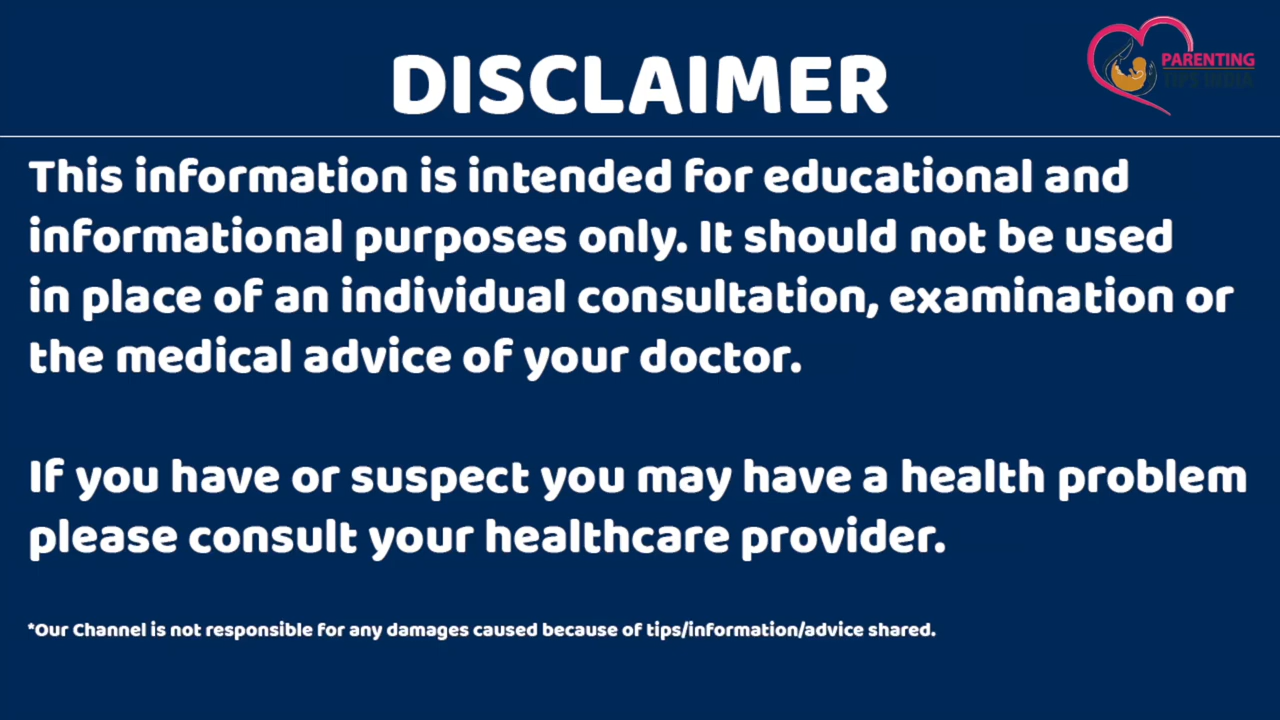 DISCLAIMER
PARENTING
This information is intended for educational and
informational purposes only. It should not be used
in place of an individual consultation, examination or
the medical advice of your doctor.
If you have or suspect you may have a health problem
please consult your healthcare provider.
*Our Channel is not responsible for any damages caused because of tips/information/advice shared.